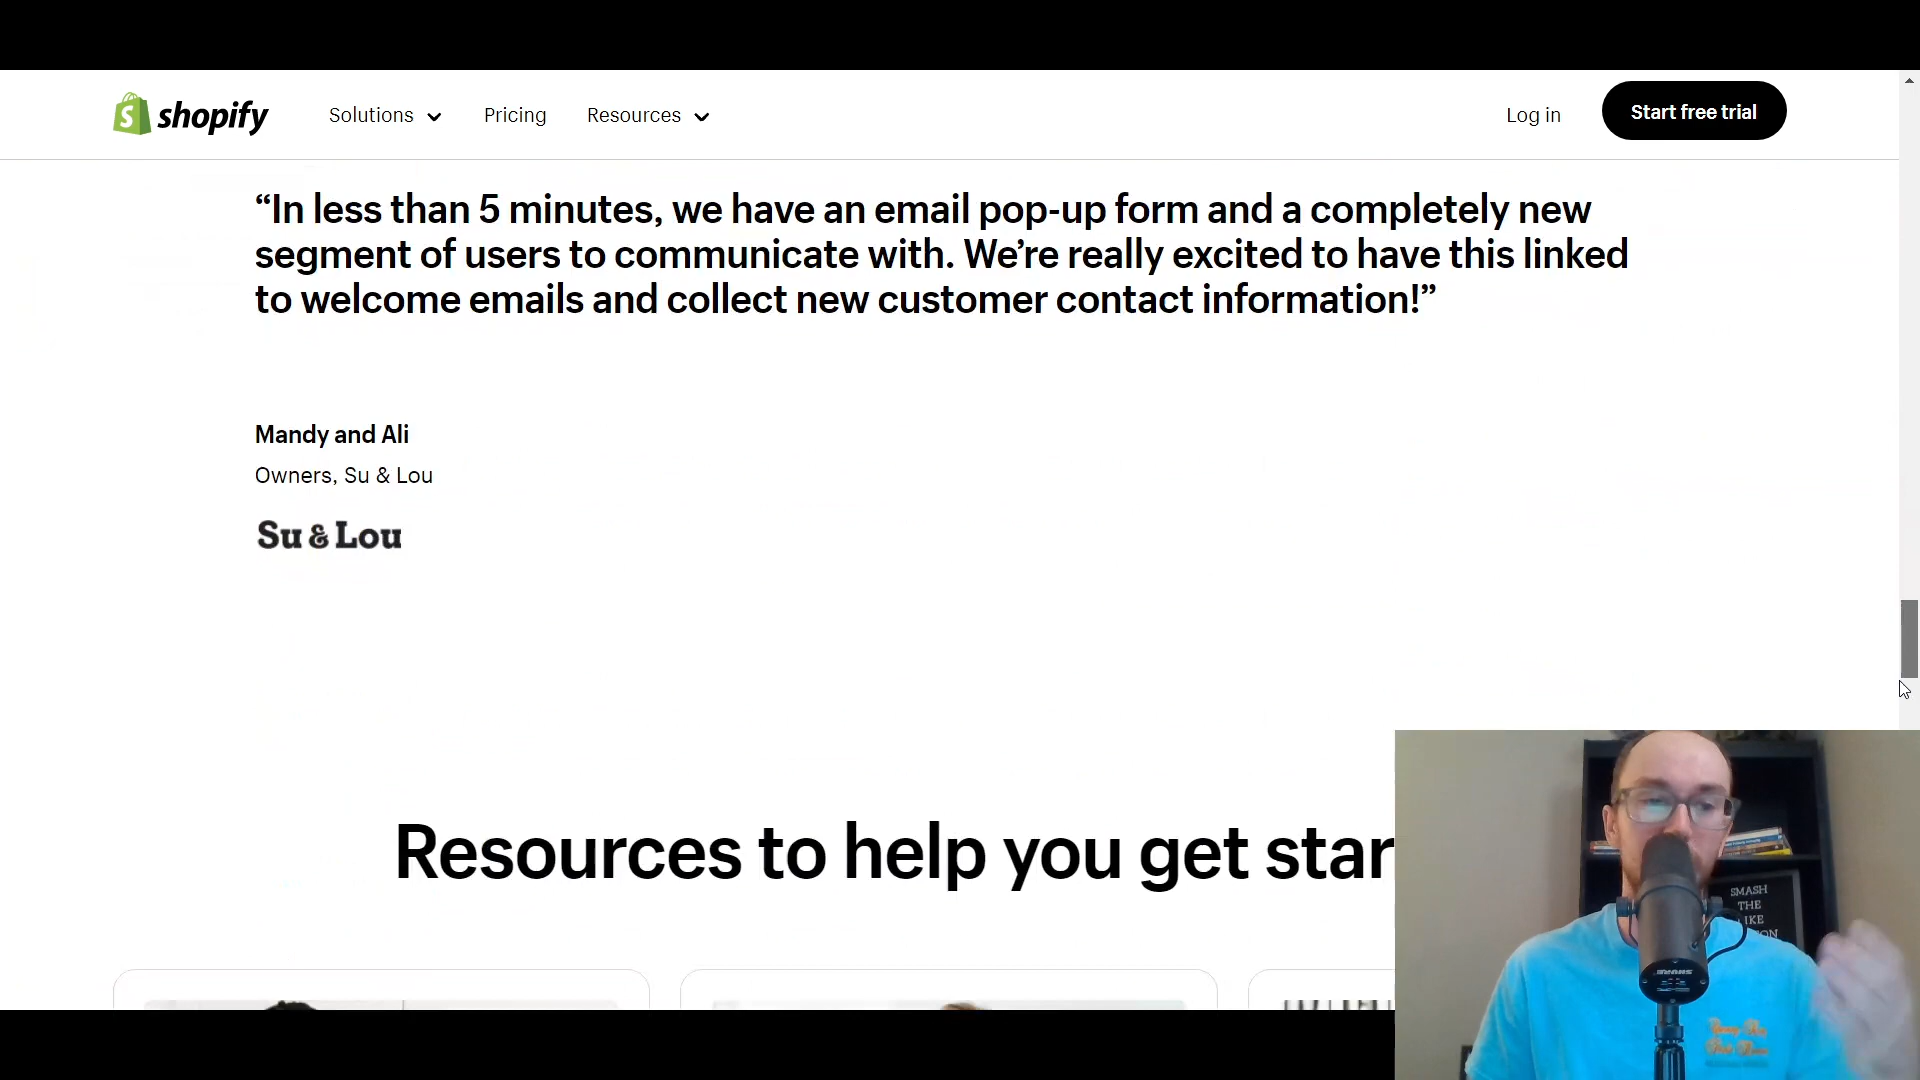 shopify
Solutions
Pricing
Resources
Log in
Start free trial
“In less than 5 minutes, we have an email pop-up form and a completely new
segment of users to communicate with. We’re really excited to have this linked
to welcome emails and collect new customer contact information!”
Mandy and Ali
Owners, Su & Lou
Su & Lou
Resources to help you get star
SMASH
THE
IKE
ON
SHURE